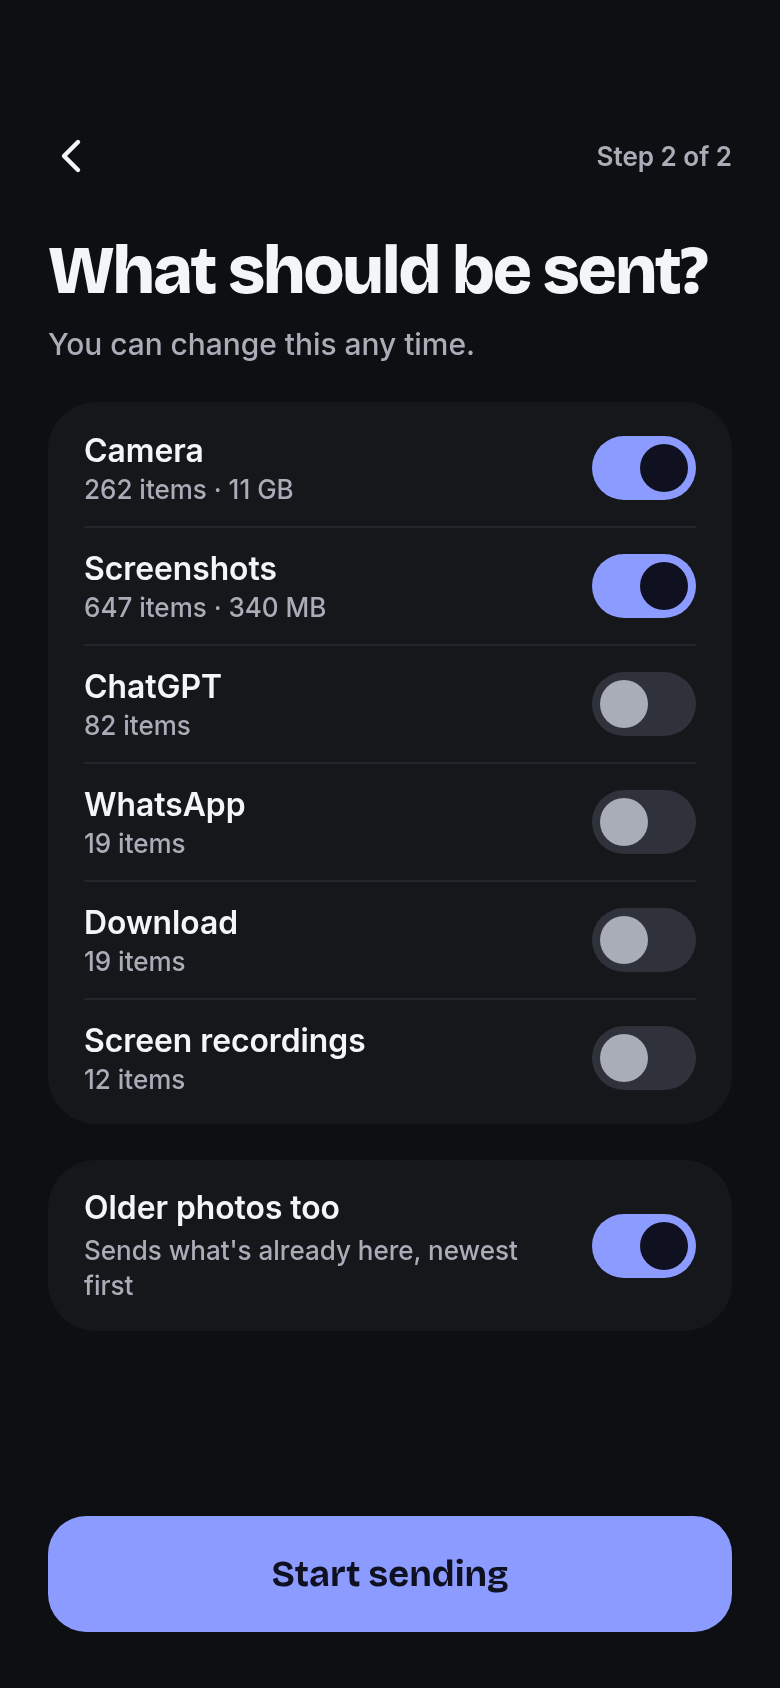 Step 2 of 2
What should be sent?
You can change this any time.
Camera
262 items · 11 GB
Screenshots
647 items · 340 MB
ChatGPT
82 items
WhatsApp
19 items
Download
19 items
Screen recordings
12 items
Older photos too
Sends what's already here, newest
first
Start sending